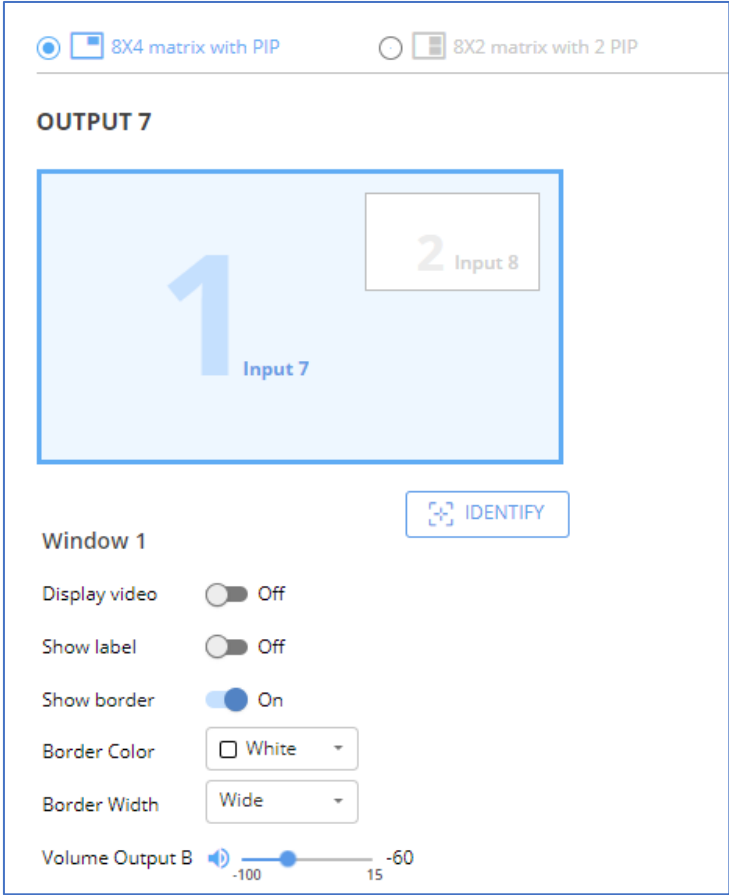 8X4 matrix with PIP 8X2 matrix with 2 PIP
OUTPUT 7
2 Input 8
1 Input 7
IDENTIFY
Window 1
Display video Off
Show label Off
Show border On
Border Color White
Border Width Wide
Volume Output B -60
-100 15